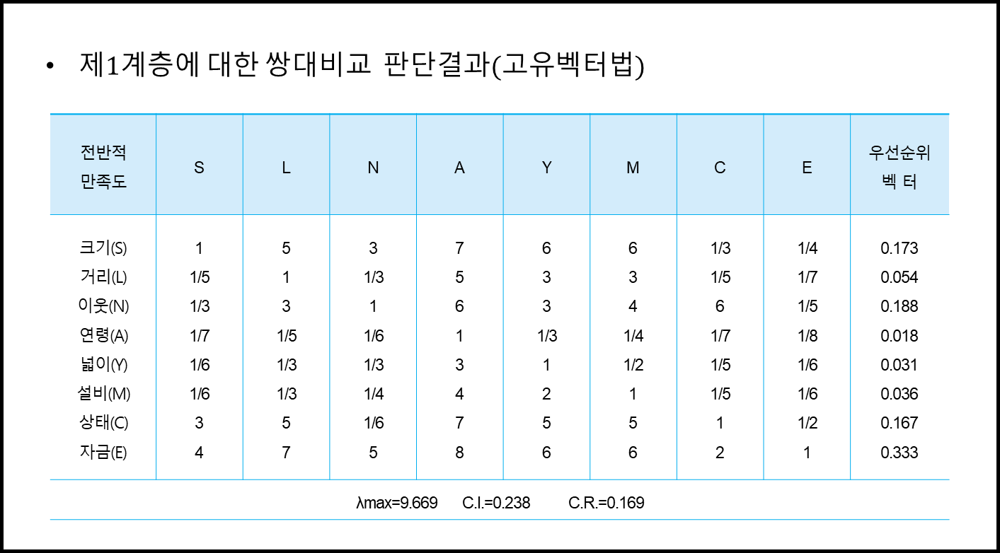 • 제1계층에 대한 쌍대비교 판단결과(고유벡터법)
전반적 만족도 S L N A Y M C E 우선순위 벡 터
크기(S) 1 5 3 7 6 6 1/3 1/4 0.173
거리(L) 1/5 1 1/3 5 3 3 1/5 1/7 0.054
이웃(N) 1/3 3 1 6 3 4 6 1/5 0.188
연령(A) 1/7 1/5 1/6 1 1/3 1/4 1/7 1/8 0.018
넓이(Y) 1/6 1/3 1/3 3 1 1/2 1/5 1/6 0.031
설비(M) 1/6 1/3 1/4 4 2 1 1/5 1/6 0.036
상태(C) 3 5 1/6 7 5 5 1 1/2 0.167
자금(E) 4 7 5 8 6 6 2 1 0.333
λmax=9.669 C.I.=0.238 C.R.=0.169